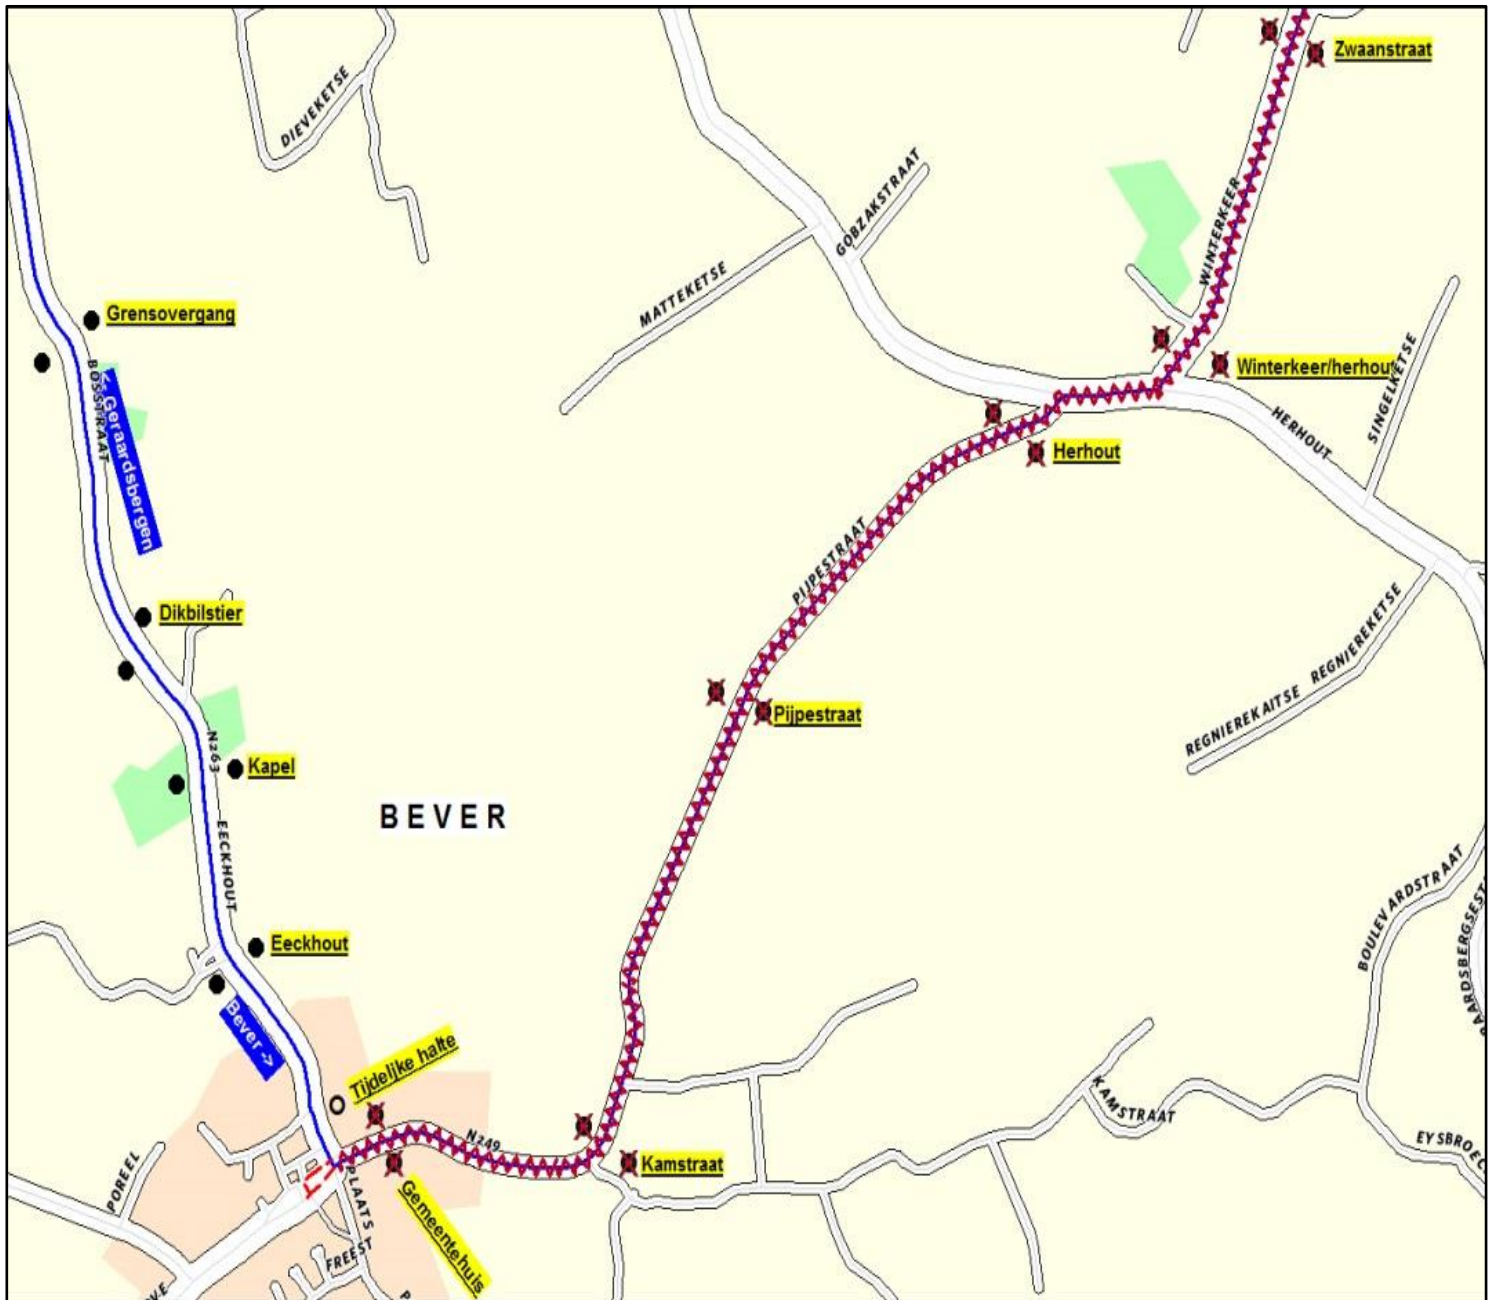 Zwaanstraat
DIEVEKETSE
GOBZAKSTRAAT
WINTERKEER
MATTEKETSE
Grensovergang
BOSSTRAAT
<- Geraardsbergen
Winterkeer/herhout
SINGELKETSE
HERHOUT
Herhout
PIJPESTRAAT
Dikbilstier
REGNIEREKAITSE REGNIEREKETSE
Pijpestraat
N263
Kapel
BEVER
EECKHOUT
BOULEVARDSTRAAT
Eeckhout
Bever ->
Tijdelijke halte
KAMSTRAAT
N249
Kamstraat
POREEL
PLAATS
Gemeentehuis
FREEST